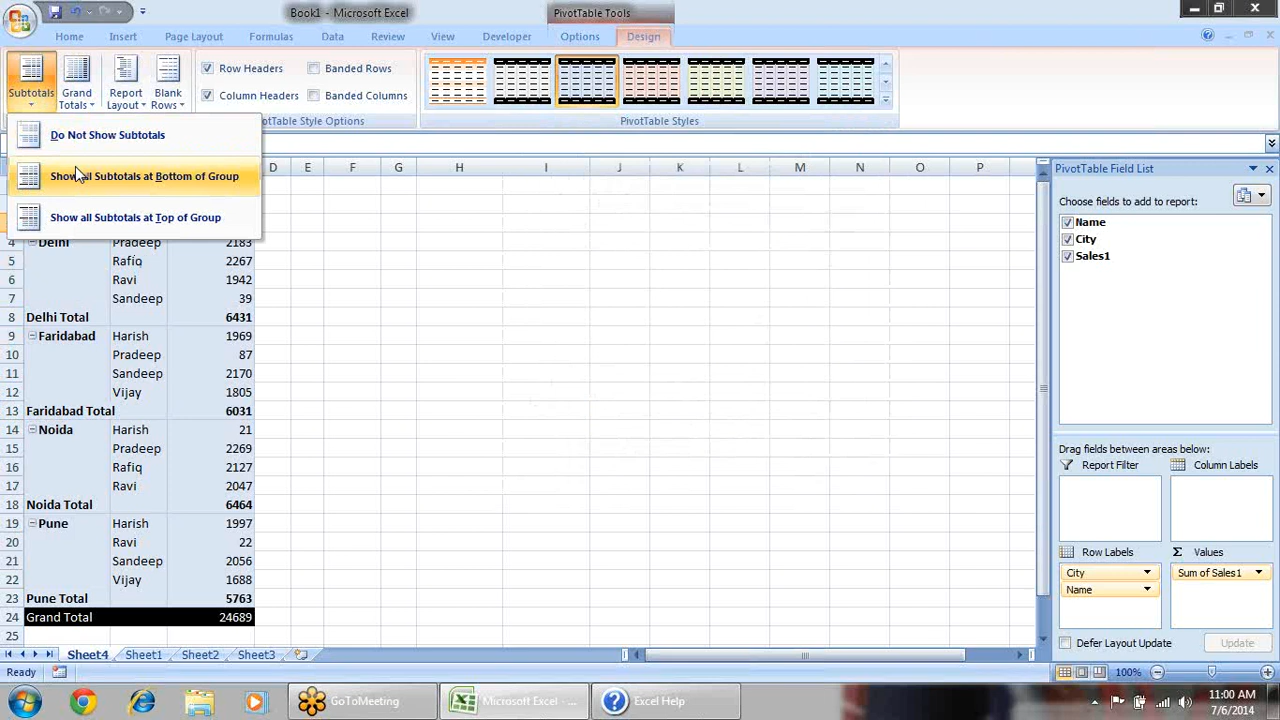 Book1 - Microsoft Excel
PivotTable Tools
Home
Insert
Page Layout
Formulas
Data
Review
View
Developer
Options
Design
Subtotals
Grand Totals
Report Layout
Blank Rows
Row Headers
Banded Rows
Column Headers
Banded Columns
PivotTable Styles
Do Not Show Subtotals
Show all Subtotals at Bottom of Group
Show all Subtotals at Top of Group
D E F G H I J K L M N O P
4 Delhi Pradeep 2183
5 Rafiq 2267
6 Ravi 1942
7 Sandeep 39
8 Delhi Total 6431
9 Faridabad Harish 1969
10 Pradeep 87
11 Sandeep 2170
12 Vijay 1805
13 Faridabad Total 6031
14 Noida Harish 21
15 Pradeep 2269
16 Rafiq 2127
17 Ravi 2047
18 Noida Total 6464
19 Pune Harish 1997
20 Ravi 22
21 Sandeep 2056
22 Vijay 1688
23 Pune Total 5763
24 Grand Total 24689
25
PivotTable Field List
Choose fields to add to report:
Name
City
Sales1
Drag fields between areas below:
Report Filter
Column Labels
Row Labels
Σ Values
City
Sum of Sales1
Name
Defer Layout Update
Update
Sheet4 Sheet1 Sheet2 Sheet3
Ready
100%
GoToMeeting
Microsoft Excel - ...
Excel Help
11:00 AM
7/6/2014